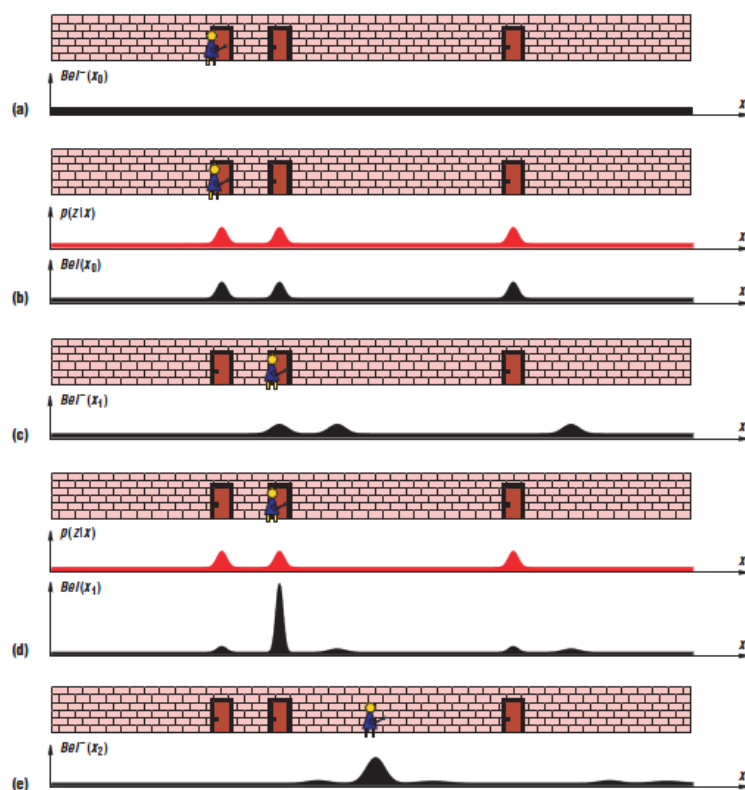 Bel⁻(x₀)
(a) x
p(z|x)
x
Bel(x₀)
(b) x
Bel⁻(x₁)
(c) x
p(z|x)
x
Bel(x₁)
(d) x
Bel⁻(x₂)
(e) x